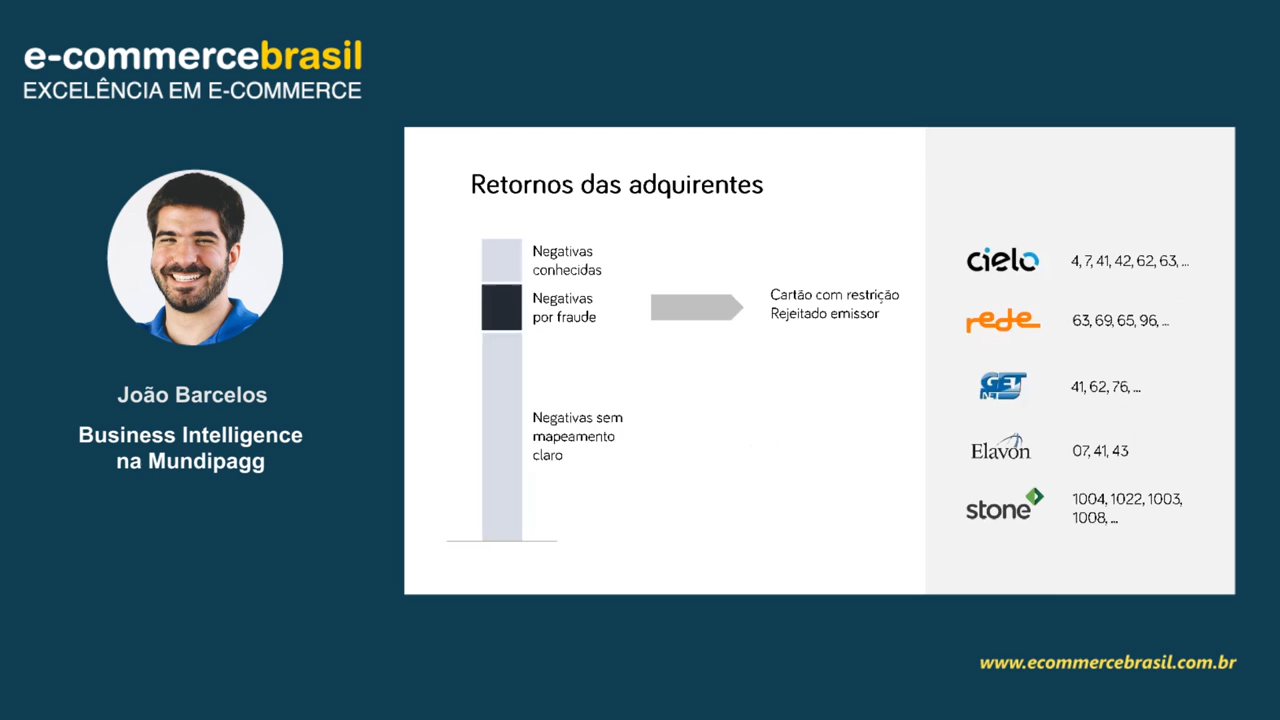 e-commercebrasil
EXCELÊNCIA EM E-COMMERCE
João Barcelos
Business Intelligence
na Mundipagg
Retornos das adquirentes
Negativas
conhecidas
Negativas
por fraude
Negativas sem
mapeamento
claro
Cartão com restrição
Rejeitado emissor
cielo 4, 7, 41, 42, 62, 63, ...
rede 63, 69, 65, 96, ...
GET NET 41, 62, 76, ...
Elavon 07, 41, 43
stone 1004, 1022, 1003,
1008, ...
www.ecommercebrasil.com.br